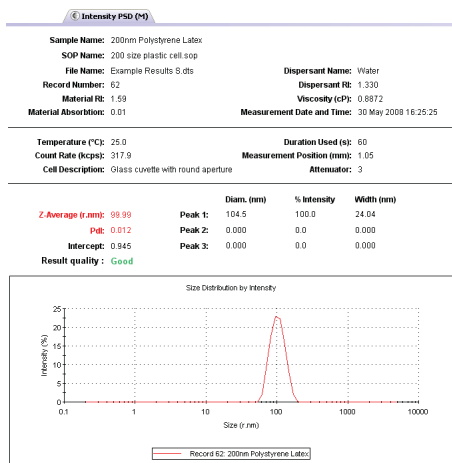 Intensity PSD (M)
Sample Name: 200nm Polystyrene Latex
SOP Name: 200 size plastic cell.sop
File Name: Example Results S.dts Dispersant Name: Water
Record Number: 62 Dispersant RI: 1.330
Material RI: 1.59 Viscosity (cP): 0.8872
Material Absorbtion: 0.01 Measurement Date and Time: 30 May 2008 16:25:25
Temperature (°C): 25.0 Duration Used (s): 60
Count Rate (kcps): 317.9 Measurement Position (mm): 1.05
Cell Description: Glass cuvette with round aperture Attenuator: 3
Diam. (nm) % Intensity Width (nm)
Z-Average (r.nm): 99.99 Peak 1: 104.5 100.0 24.04
PdI: 0.012 Peak 2: 0.000 0.0 0.000
Intercept: 0.945 Peak 3: 0.000 0.0 0.000
Result quality : Good
Size Distribution by Intensity
Intensity (%)
25
20
15
10
5
0
0.1 1 10 100 1000 10000
Size (r.nm)
Record 62: 200nm Polystyrene Latex